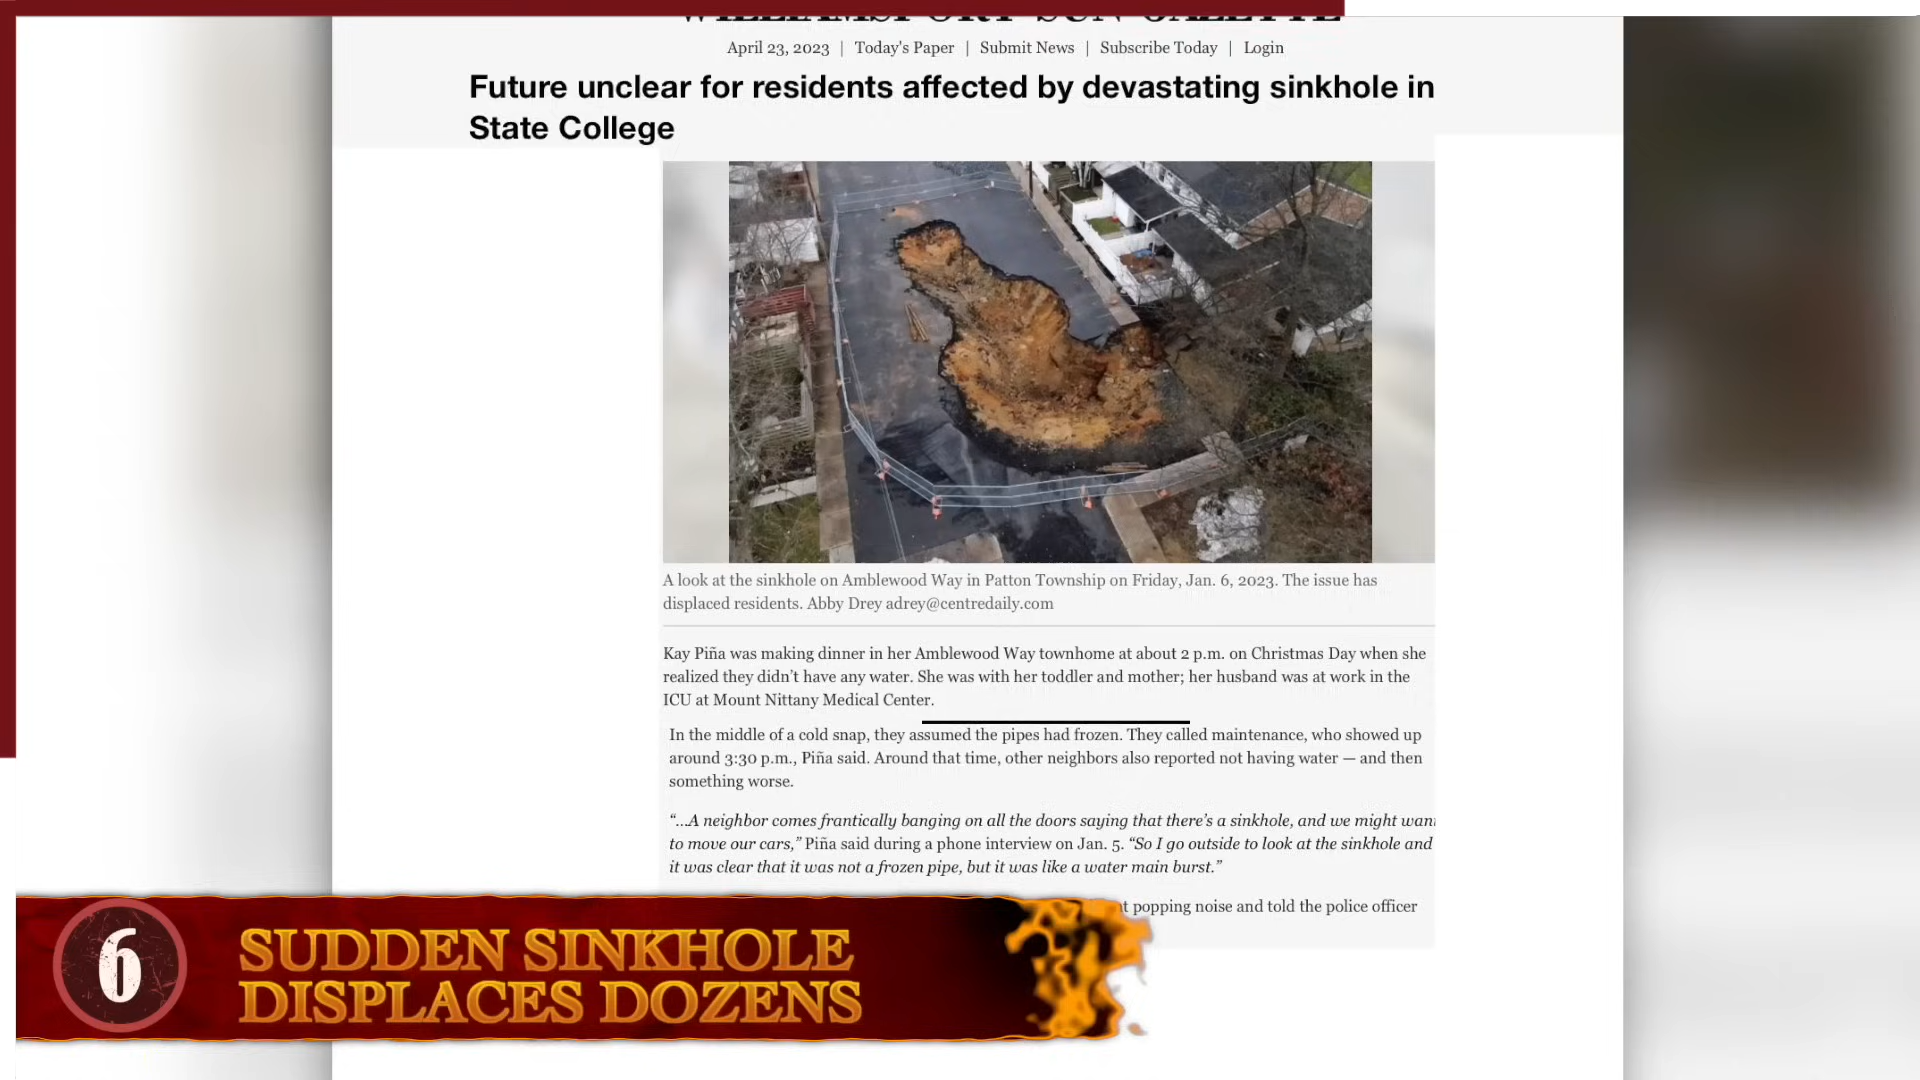 WILLIAMSPORT SUN-GAZETTE
April 23, 2023 | Today's Paper | Submit News | Subscribe Today | Login
Future unclear for residents affected by devastating sinkhole in
State College
A look at the sinkhole on Amblewood Way in Patton Township on Friday, Jan. 6, 2023. The issue has
displaced residents. Abby Drey adrey@centredaily.com
Kay Piña was making dinner in her Amblewood Way townhome at about 2 p.m. on Christmas Day when she
realized they didn’t have any water. She was with her toddler and mother; her husband was at work in the
ICU at Mount Nittany Medical Center.
In the middle of a cold snap, they assumed the pipes had frozen. They called maintenance, who showed up
around 3:30 p.m., Piña said. Around that time, other neighbors also reported not having water — and then
something worse.
“...A neighbor comes frantically banging on all the doors saying that there’s a sinkhole, and we might want
to move our cars,” Piña said during a phone interview on Jan. 5. “So I go outside to look at the sinkhole and
it was clear that it was not a frozen pipe, but it was like a water main burst.”
popping noise and told the police officer
6
SUDDEN SINKHOLE
DISPLACES DOZENS